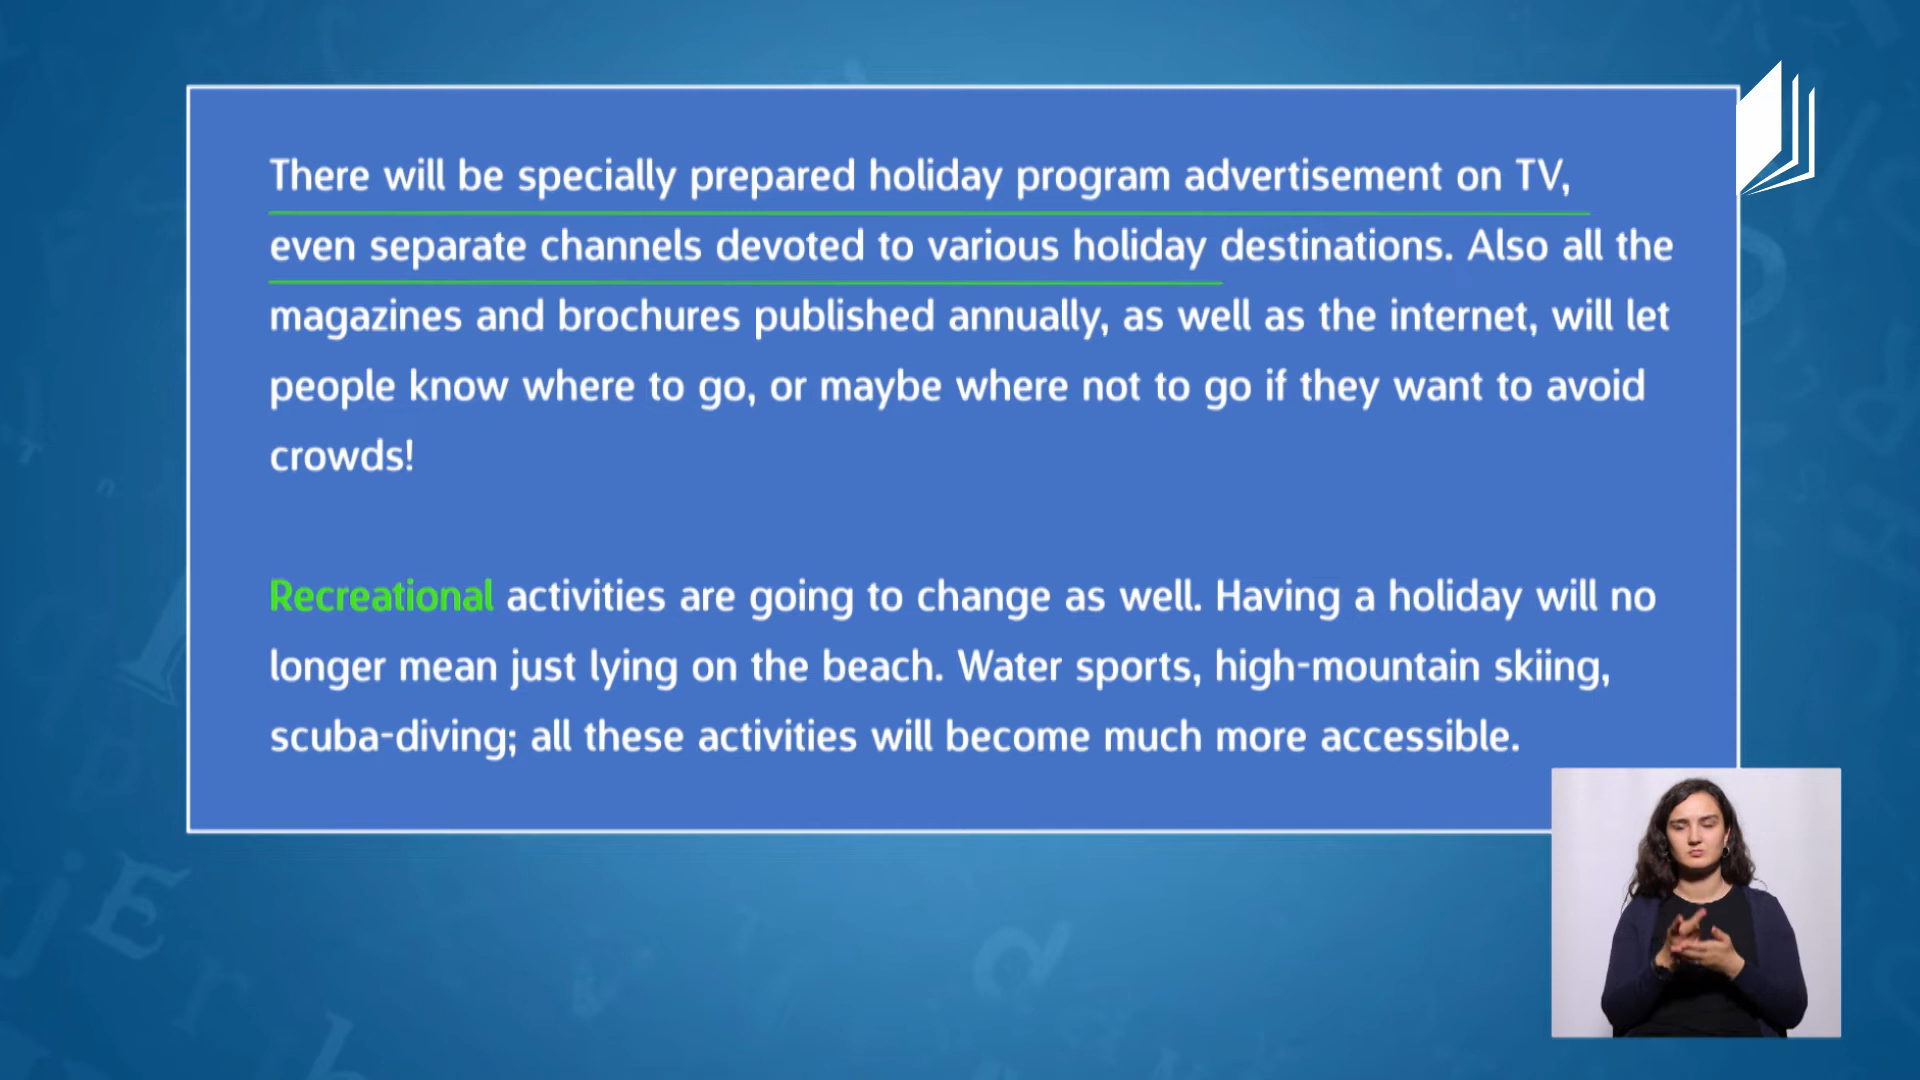 There will be specially prepared holiday program advertisement on TV,
even separate channels devoted to various holiday destinations. Also all the
magazines and brochures published annually, as well as the internet, will let
people know where to go, or maybe where not to go if they want to avoid
crowds!
Recreational activities are going to change as well. Having a holiday will no
longer mean just lying on the beach. Water sports, high-mountain skiing,
scuba-diving; all these activities will become much more accessible.